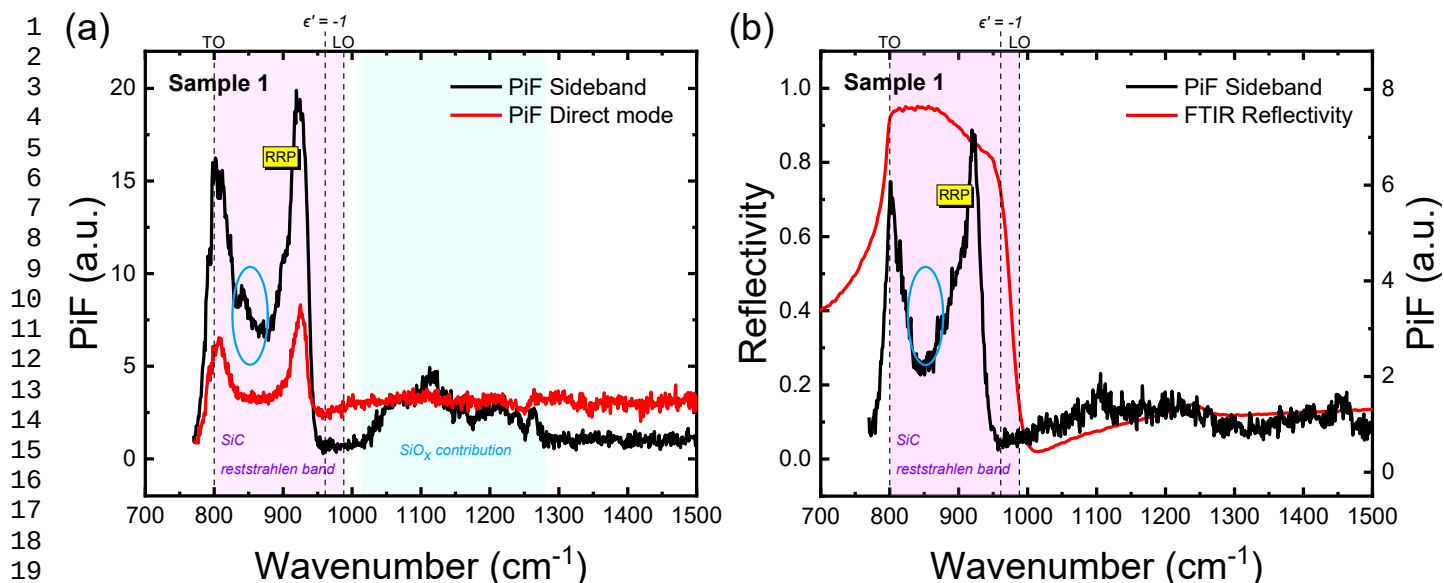 1
2
3
4
5
6
7
8
9
10
11
12
13
14
15
16
17
18
19
(a)
ϵ' = -1
TO
LO
Sample 1
PiF Sideband
PiF Direct mode
RRP
SiC
reststrahlen band
SiOx contribution
20
15
10
5
0
PiF (a.u.)
700 800 900 1000 1100 1200 1300 1400 1500
Wavenumber (cm⁻¹)
(b)
ϵ' = -1
TO
LO
Sample 1
PiF Sideband
FTIR Reflectivity
RRP
SiC
reststrahlen band
1.0
0.8
0.6
0.4
0.2
0.0
Reflectivity
8
6
4
2
0
PiF (a.u.)
700 800 900 1000 1100 1200 1300 1400 1500
Wavenumber (cm⁻¹)